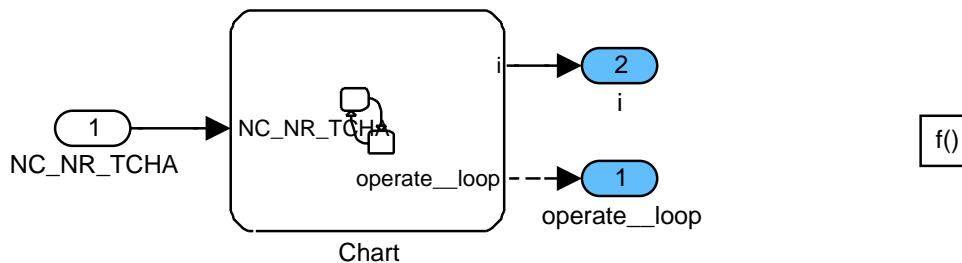 i
2
i
1
NC_NR_TCHA
NC_NR_TCHA
f()
operate__loop
1
operate__loop
Chart